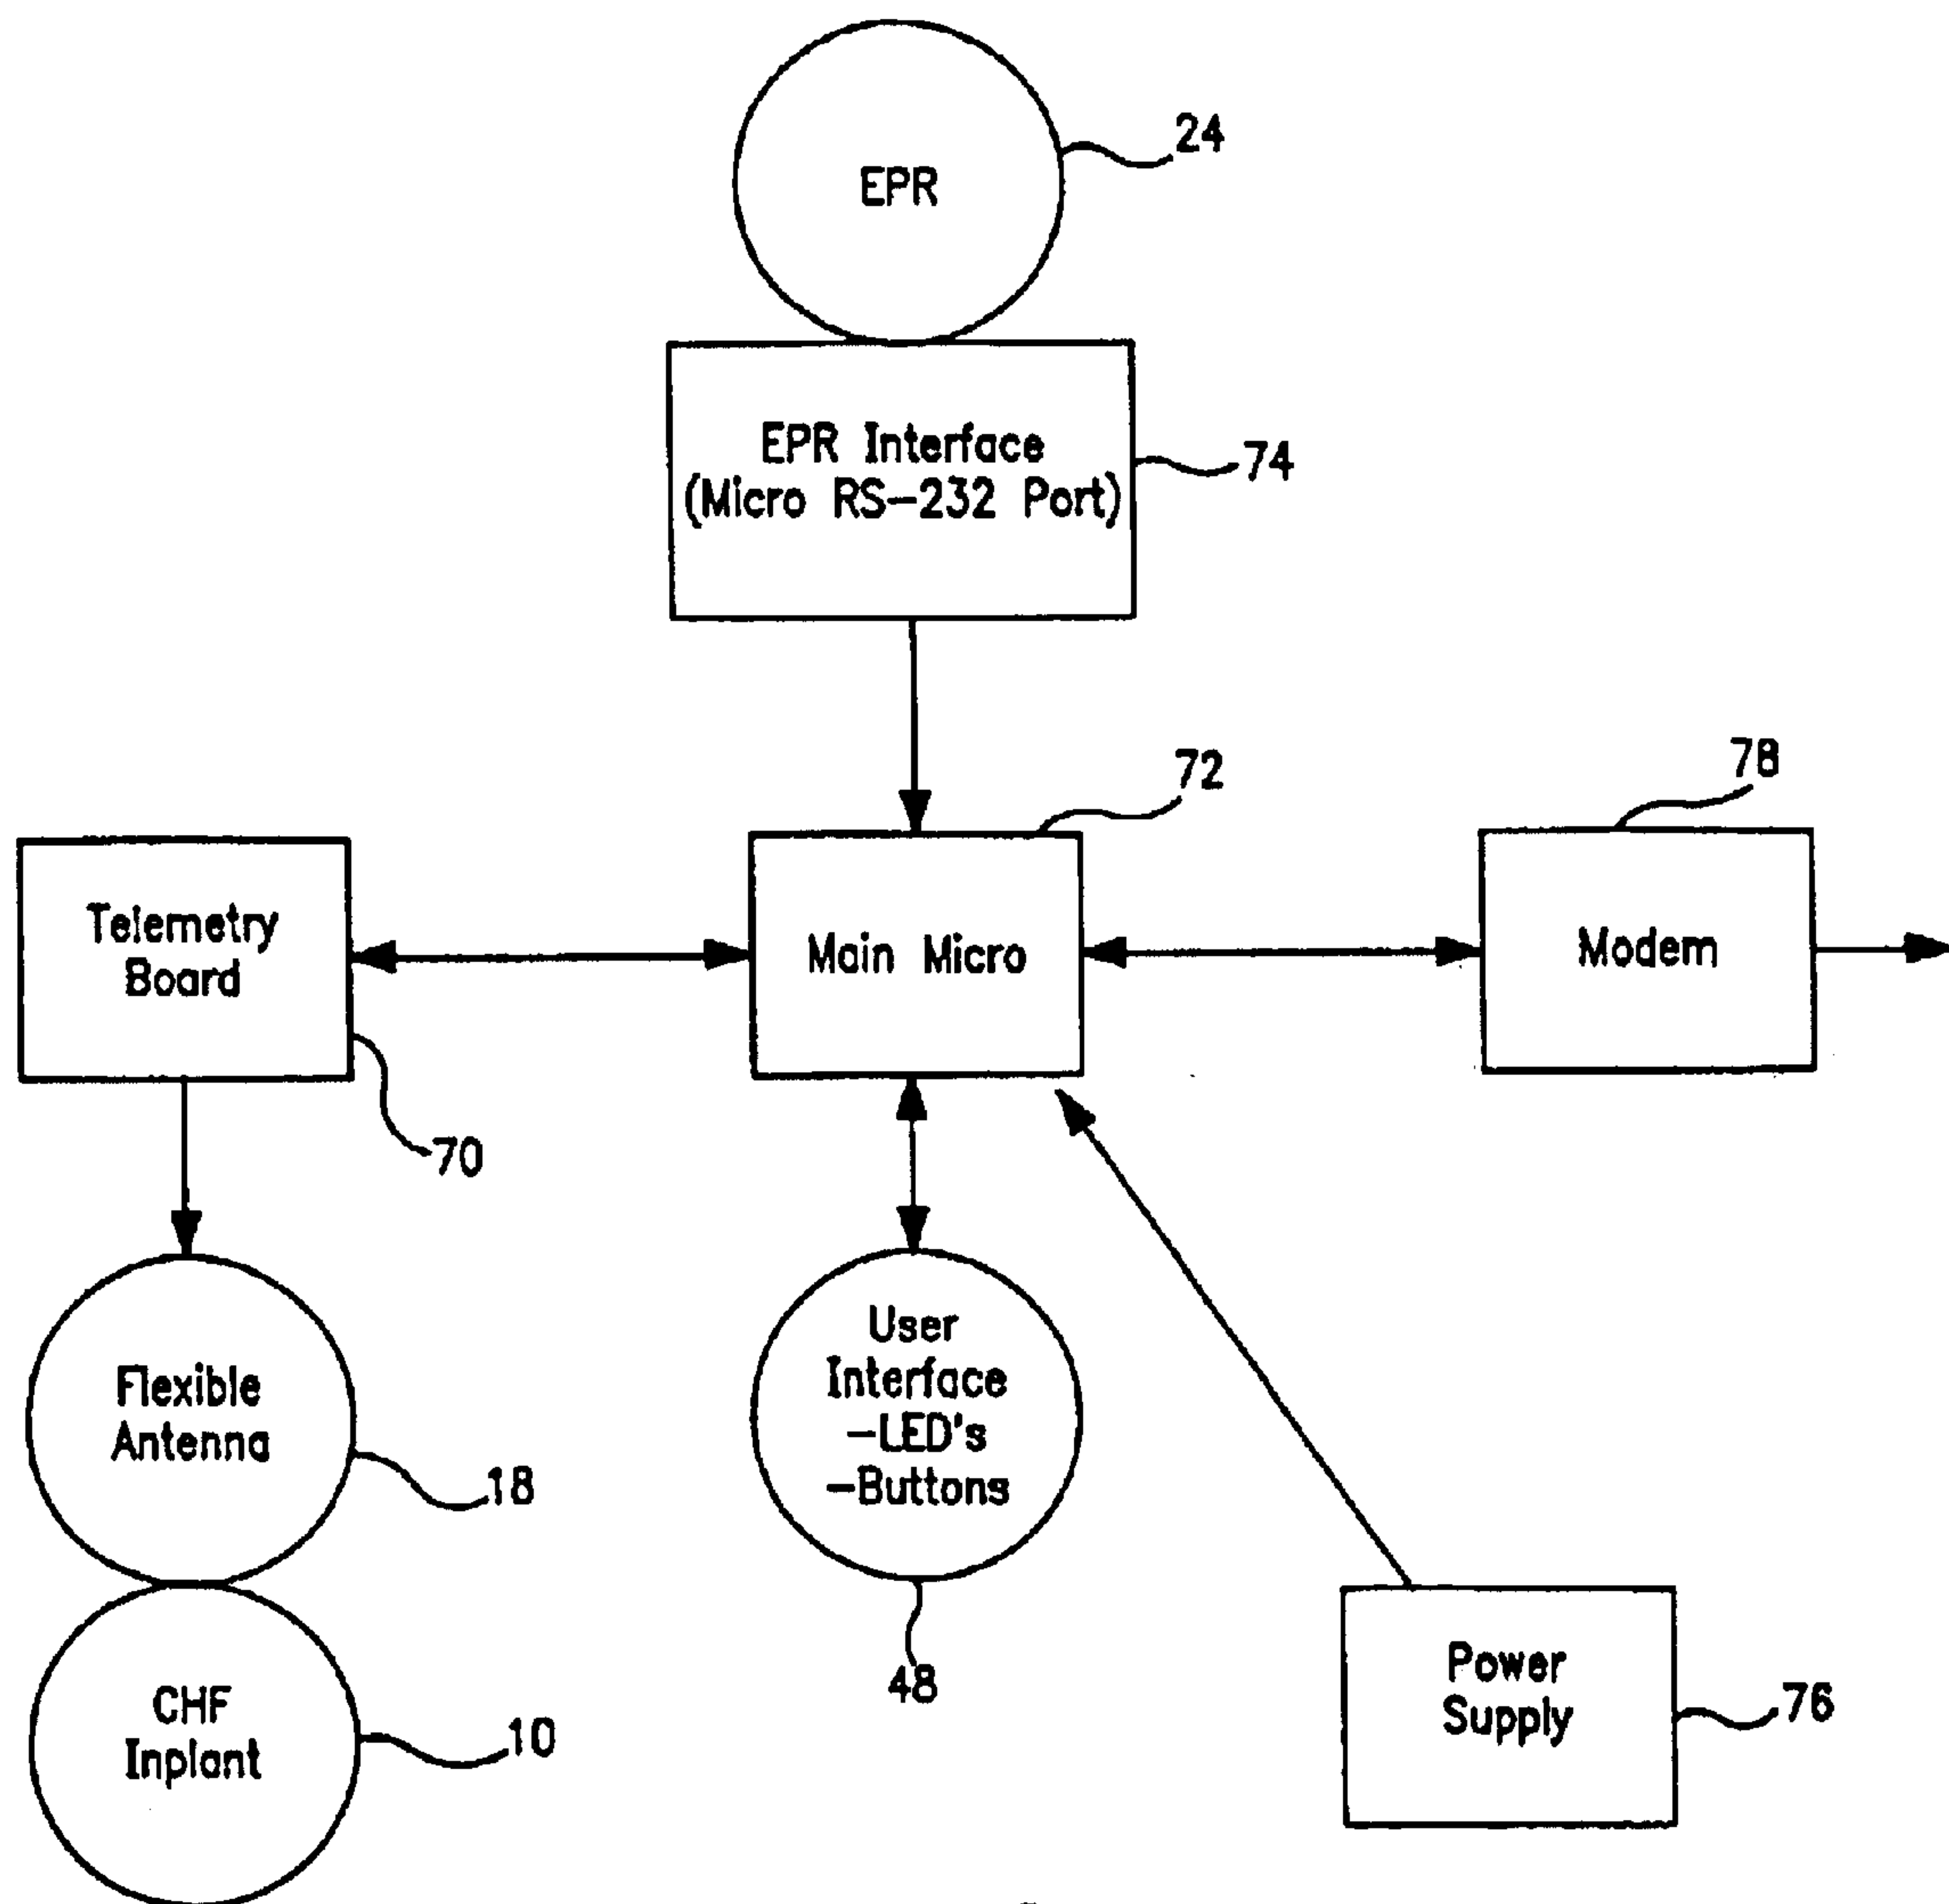 24
EPR
EPR Interface
(Micro RS-232 Port)
74
72
78
Telemetry
Board
Main Micro
Modem
70
User
Interface
-LED's
-Buttons
Flexible
Antenna
18
48
Power
Supply
76
CHF
Inplant
10